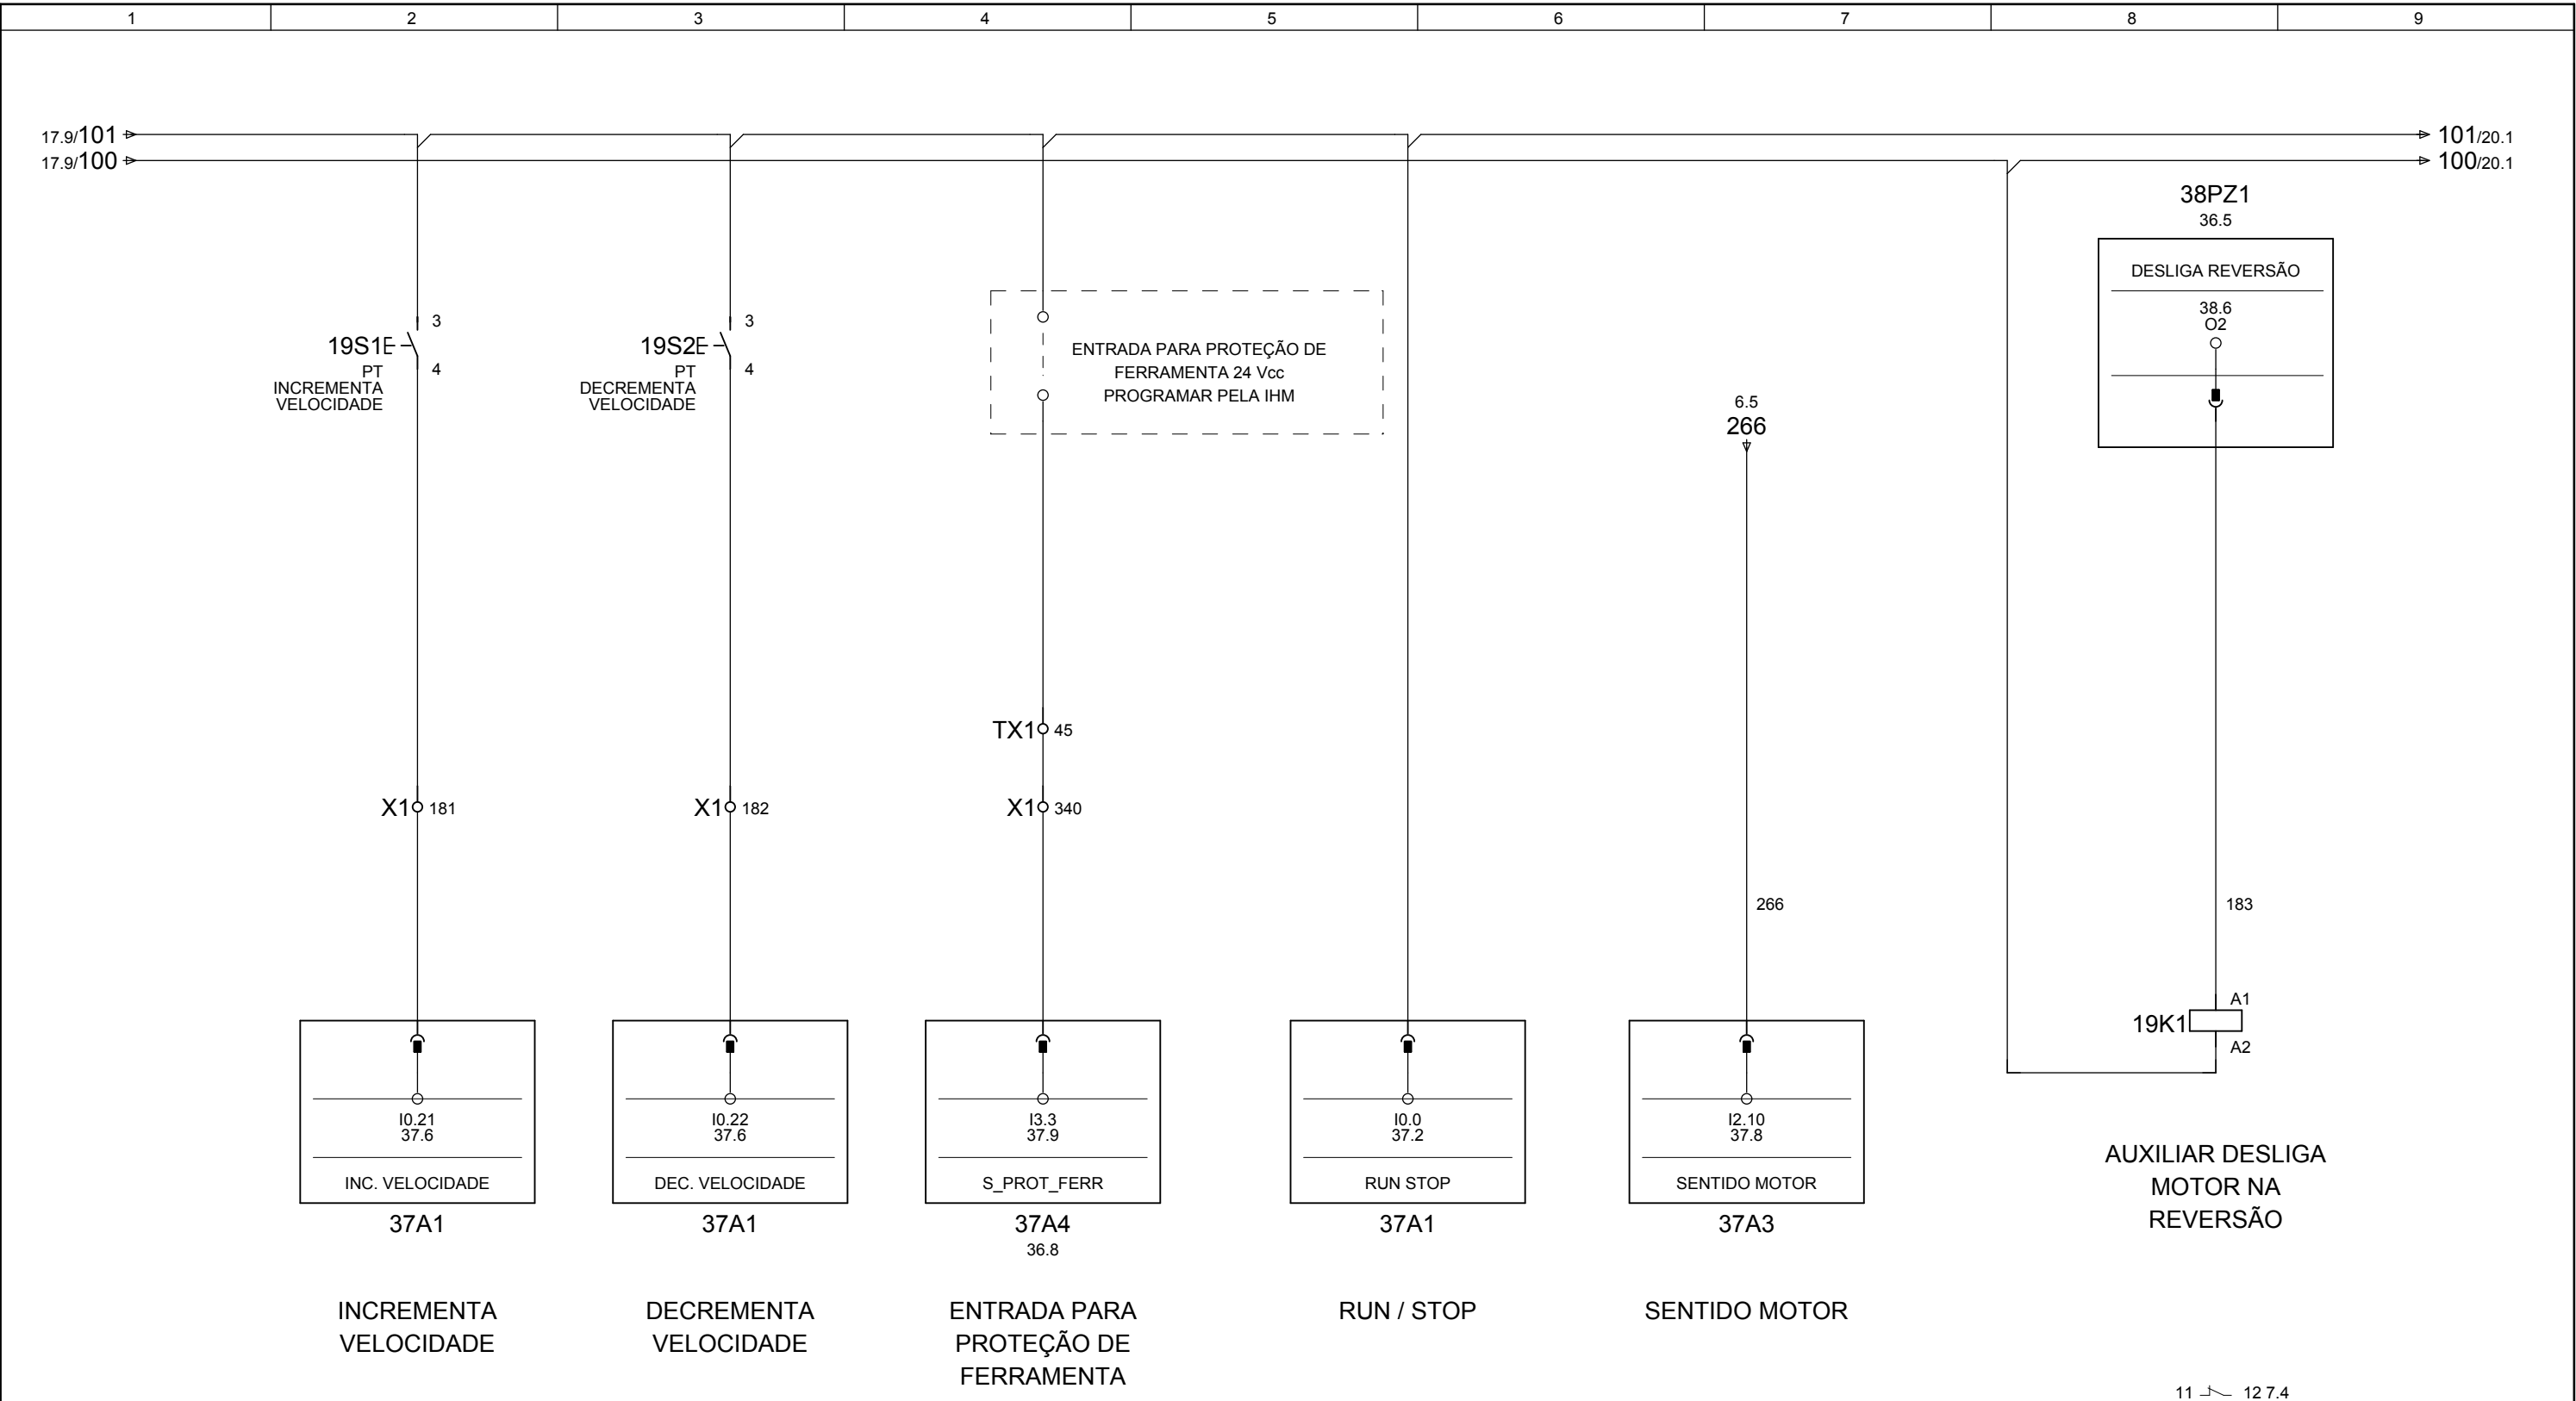 1 2 3 4 5 6 7 8 9
17.9/101 101/20.1
17.9/100 100/20.1
38PZ1
36.5
DESLIGA REVERSÃO
38.6
O2
3
19S1
4
PT
INCREMENTA
VELOCIDADE
3
19S2
4
PT
DECREMENTA
VELOCIDADE
ENTRADA PARA PROTEÇÃO DE
FERRAMENTA 24 Vcc
PROGRAMAR PELA IHM
6.5
266
TX1 45
X1 181
X1 182
X1 340
266
183
A1
19K1
A2
I0.21
37.6
INC. VELOCIDADE
37A1
INCREMENTA
VELOCIDADE
I0.22
37.6
DEC. VELOCIDADE
37A1
DECREMENTA
VELOCIDADE
I3.3
37.9
S_PROT_FERR
37A4
36.8
ENTRADA PARA
PROTEÇÃO DE
FERRAMENTA
I0.0
37.2
RUN STOP
37A1
RUN / STOP
I2.10
37.8
SENTIDO MOTOR
37A3
SENTIDO MOTOR
AUXILIAR DESLIGA
MOTOR NA
REVERSÃO
11 12 7.4